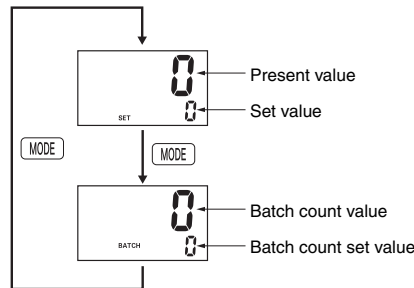 0
Present value
0
Set value
SET
MODE
MODE
0
Batch count value
BATCH
0
Batch count set value